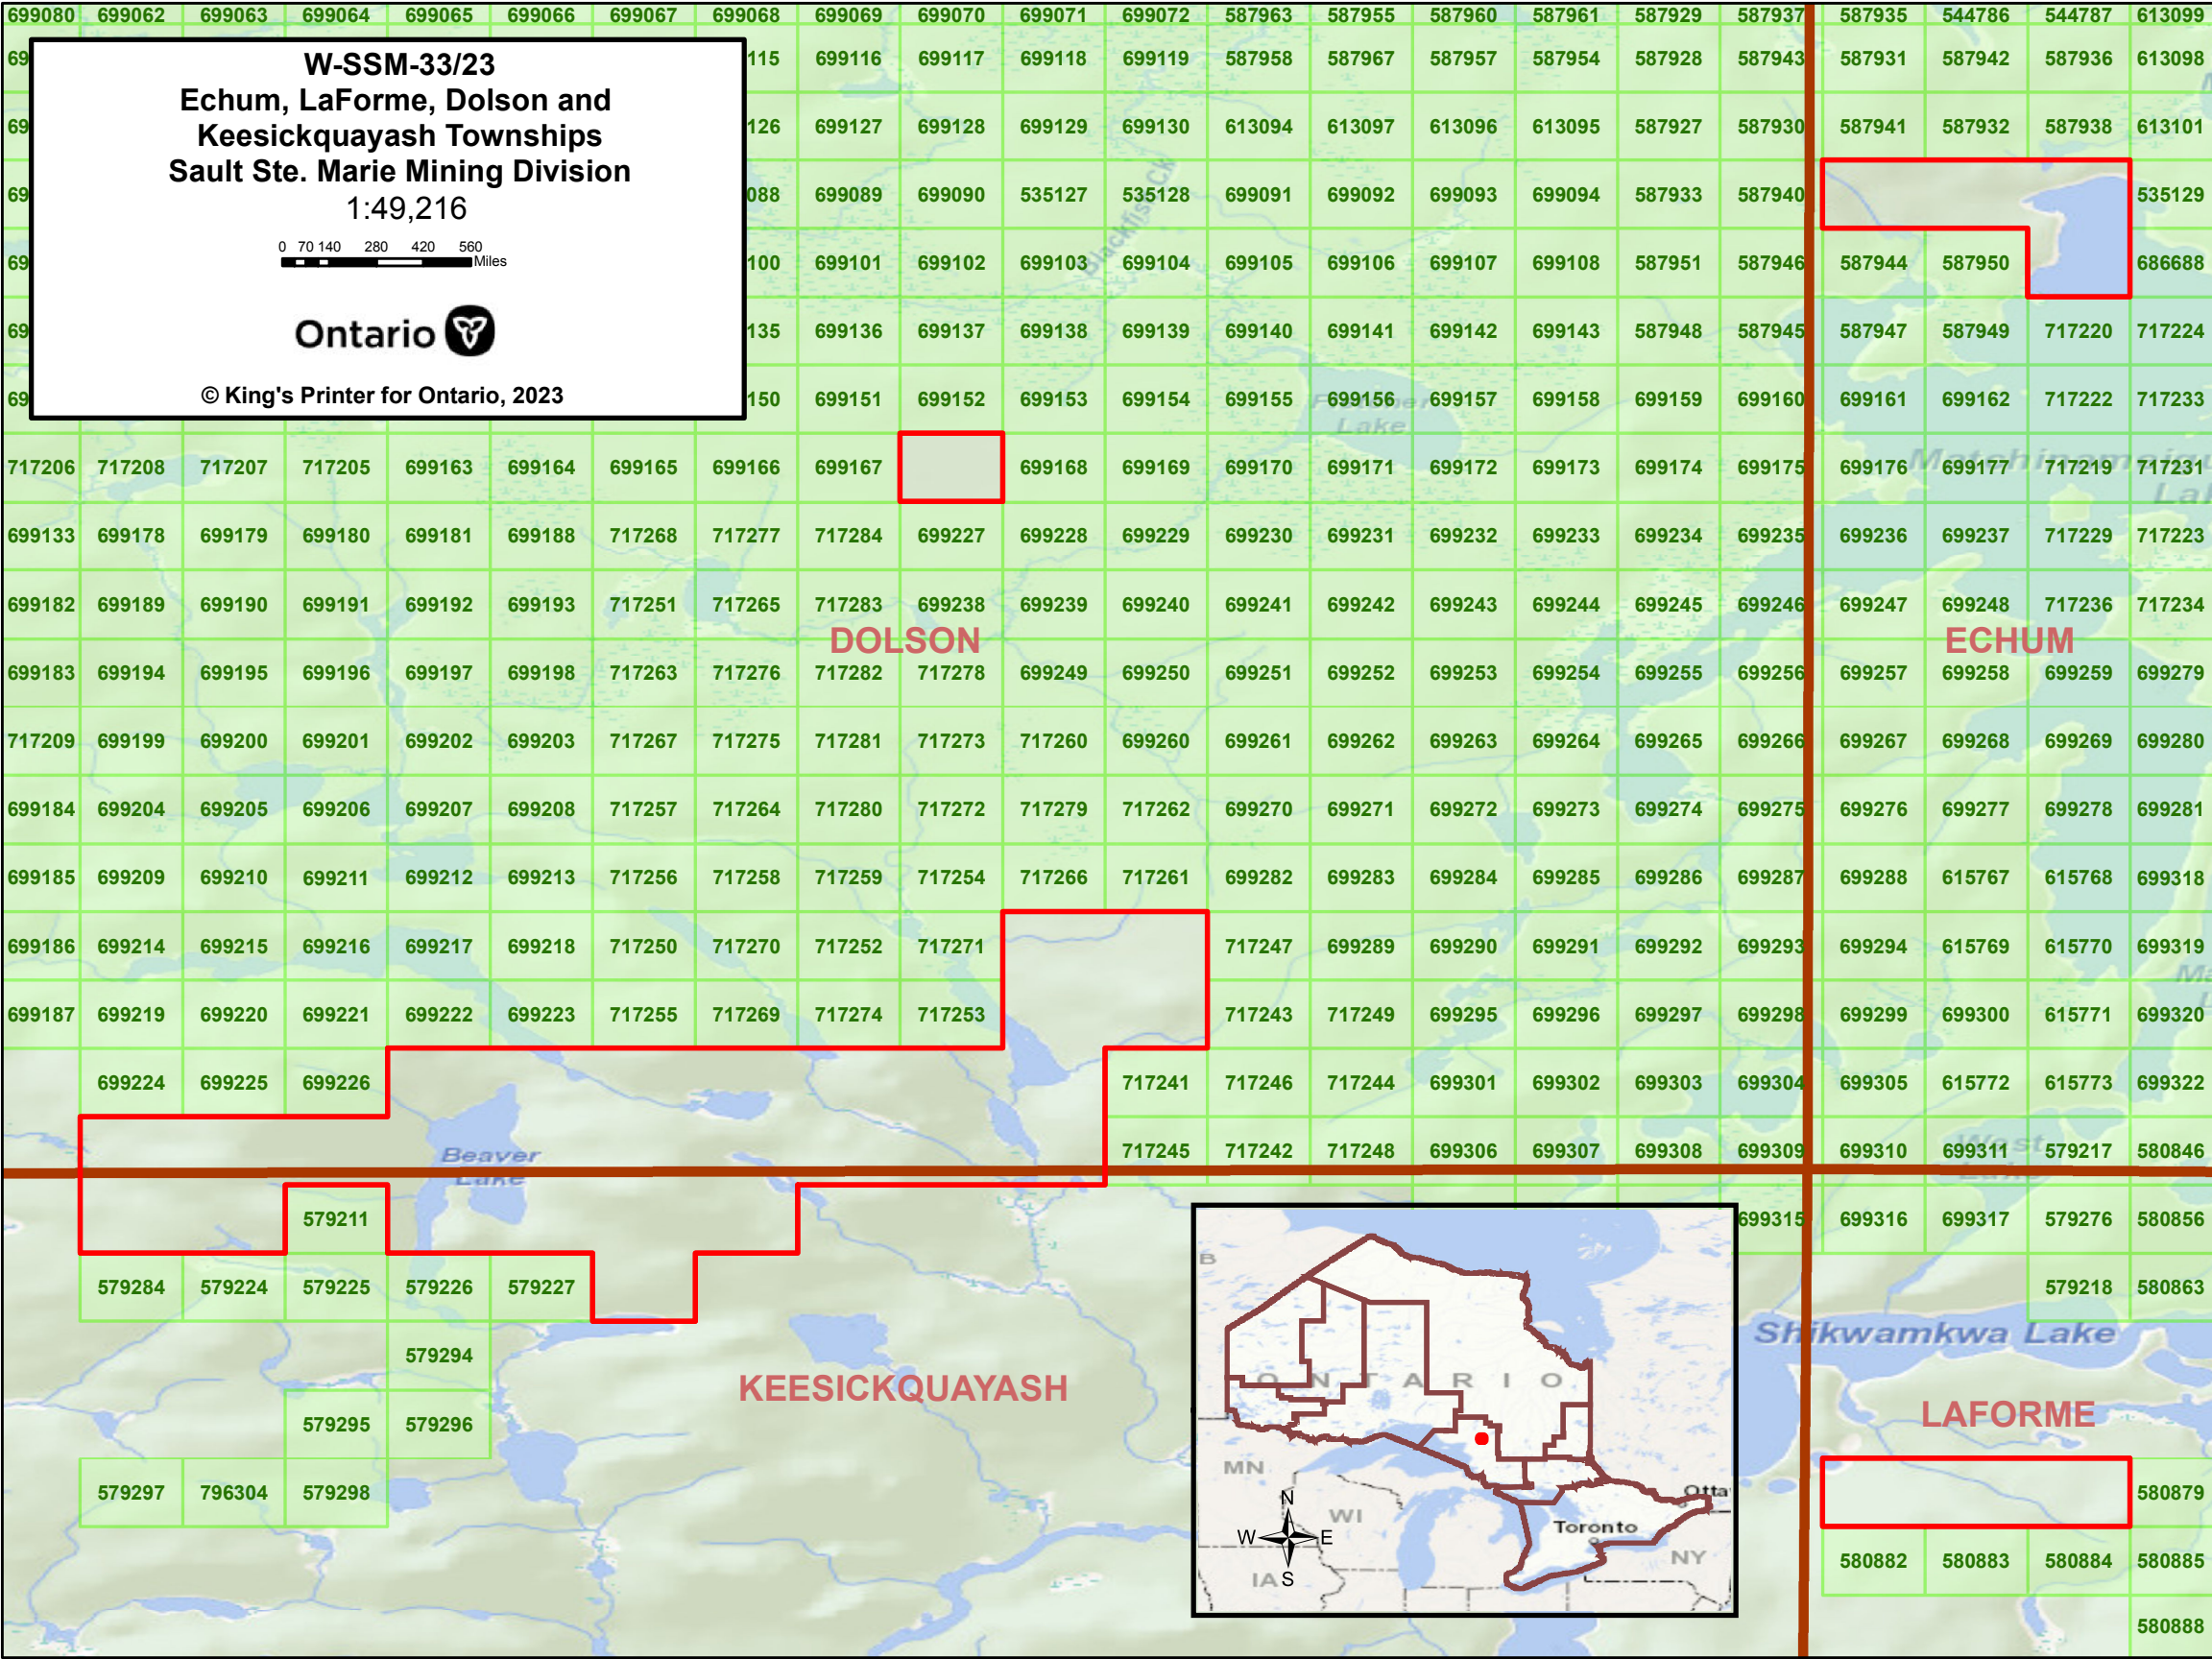 699080 699062 699063 699064 699065 699066 699067 699068 699069 699070 699071 699072 587963 587955 587960 587961 587929 587937 587935 544786 544787 613099
W-SSM-33/23
Echum, LaForme, Dolson and
Keesickquayash Townships
Sault Ste. Marie Mining Division
1:49,216
0 70 140 280 420 560
Miles
Ontario
© King's Printer for Ontario, 2023
69 115 699116 699117 699118 699119 587958 587967 587957 587954 587928 587943 587931 587942 587936 613098
69 126 699127 699128 699129 699130 613094 613097 613096 613095 587927 587930 587941 587932 587938 613101
69 088 699089 699090 535127 535128 699091 699092 699093 699094 587933 587940 535129
Blackfish Ck
69 100 699101 699102 699103 699104 699105 699106 699107 699108 587951 587946 587944 587950 686688
69 135 699136 699137 699138 699139 699140 699141 699142 699143 587948 587945 587947 587949 717220 717224
69 150 699151 699152 699153 699154 699155 699156 699157 699158 699159 699160 699161 699162 717222 717233
Lake
717206 717208 717207 717205 699163 699164 699165 699166 699167 699168 699169 699170 699171 699172 699173 699174 699175 699176 699177 717219 717231
699133 699178 699179 699180 699181 699188 717268 717277 717284 699227 699228 699229 699230 699231 699232 699233 699234 699235 699236 699237 717229 717223
699182 699189 699190 699191 699192 699193 717251 717265 717283 699238 699239 699240 699241 699242 699243 699244 699245 699246 699247 699248 717236 717234
DOLSON ECHUM
699183 699194 699195 699196 699197 699198 717263 717276 717282 717278 699249 699250 699251 699252 699253 699254 699255 699256 699257 699258 699259 699279
717209 699199 699200 699201 699202 699203 717267 717275 717281 717273 717260 699260 699261 699262 699263 699264 699265 699266 699267 699268 699269 699280
699184 699204 699205 699206 699207 699208 717257 717264 717280 717272 717279 717262 699270 699271 699272 699273 699274 699275 699276 699277 699278 699281
699185 699209 699210 699211 699212 699213 717256 717258 717259 717254 717266 717261 699282 699283 699284 699285 699286 699287 699288 615767 615768 699318
699186 699214 699215 699216 699217 699218 717250 717270 717252 717271 717247 699289 699290 699291 699292 699293 699294 615769 615770 699319
699187 699219 699220 699221 699222 699223 717255 717269 717274 717253 717243 717249 699295 699296 699297 699298 699299 699300 615771 699320
699224 699225 699226 717241 717246 717244 699301 699302 699303 699304 699305 615772 615773 699322
717245 717242 717248 699306 699307 699308 699309 699310 699311 579217 580846
Beaver
Lake
West
Lake
579211 699315 699316 699317 579276 580856
579284 579224 579225 579226 579227 579218 580863
Shikwamkwa Lake
579294
KEESICKQUAYASH
LAFORME
579295 579296
579297 796304 579298 580879
580882 580883 580884 580885
580888
B
ONTARIO
MN
WI
IA
NY
Otta
Toronto
N
W E
S